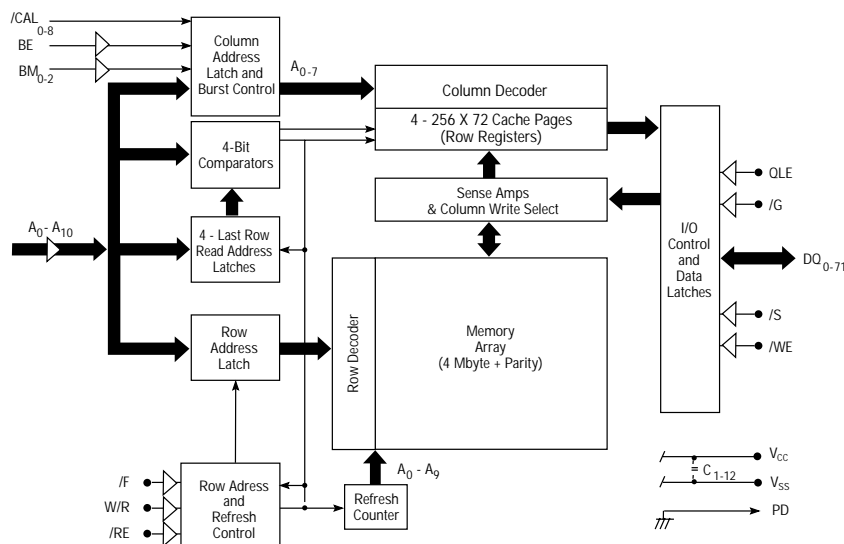 /CAL0-8
BE
BM0-2
Column
Address
Latch and
Burst Control
A0-7
Column Decoder
4 - 256 X 72 Cache Pages
(Row Registers)
4-Bit
Comparators
Sense Amps
& Column Write Select
A0 - A10
4 - Last Row
Read Address
Latches
I/O
Control
and
Data
Latches
QLE
/G
DQ0-71
/S
/WE
Row
Address
Latch
Row Decoder
Memory
Array
(4 Mbyte + Parity)
/F
W/R
/RE
Row Adress
and
Refresh
Control
A0 - A9
Refresh
Counter
VCC
C1-12
VSS
PD